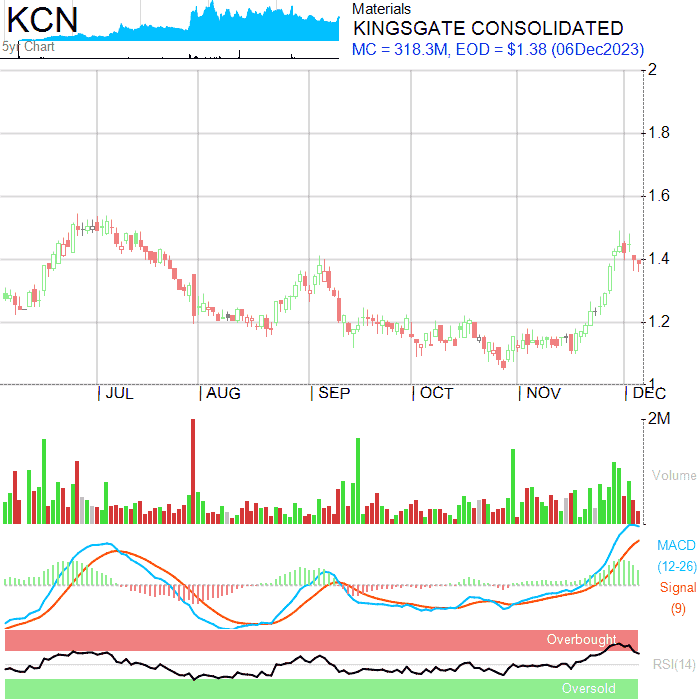 KCN
5yr Chart
Materials
KINGSGATE CONSOLIDATED
MC = 318.3M, EOD = $1.38 (06Dec2023)
2
1.8
1.6
1.4
1.2
1
JUL AUG SEP OCT NOV DEC
2M
Volume
MACD
(12-26)
Signal
(9)
Overbought
RSI(14)
Oversold